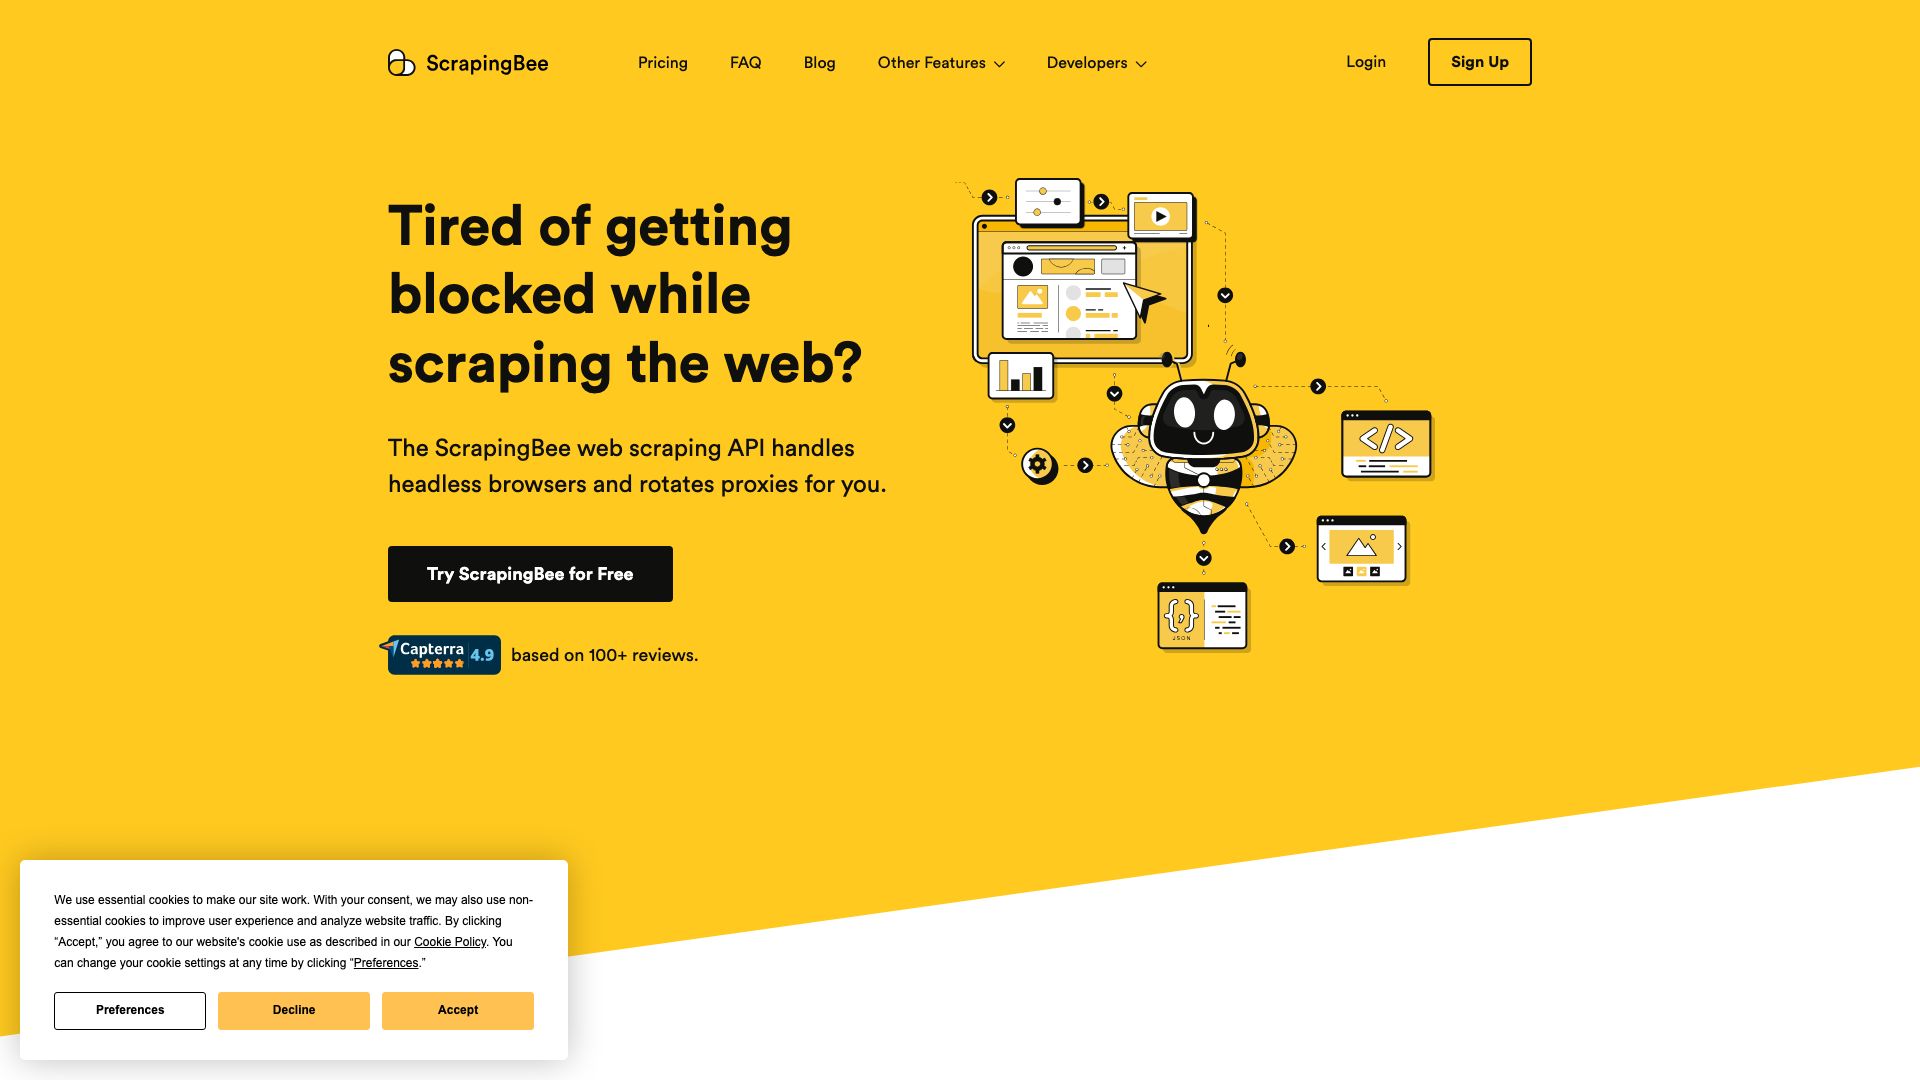 ScrapingBee
Pricing
FAQ
Blog
Other Features
Developers
Login
Sign Up
Tired of getting
blocked while
scraping the web?
The ScrapingBee web scraping API handles
headless browsers and rotates proxies for you.
Try ScrapingBee for Free
Capterra
4.9
based on 100+ reviews.
</>
{,}
JSON
We use essential cookies to make our site work. With your consent, we may also use non-
essential cookies to improve user experience and analyze website traffic. By clicking
“Accept,” you agree to our website's cookie use as described in our Cookie Policy. You
can change your cookie settings at any time by clicking “Preferences.”
Preferences
Decline
Accept